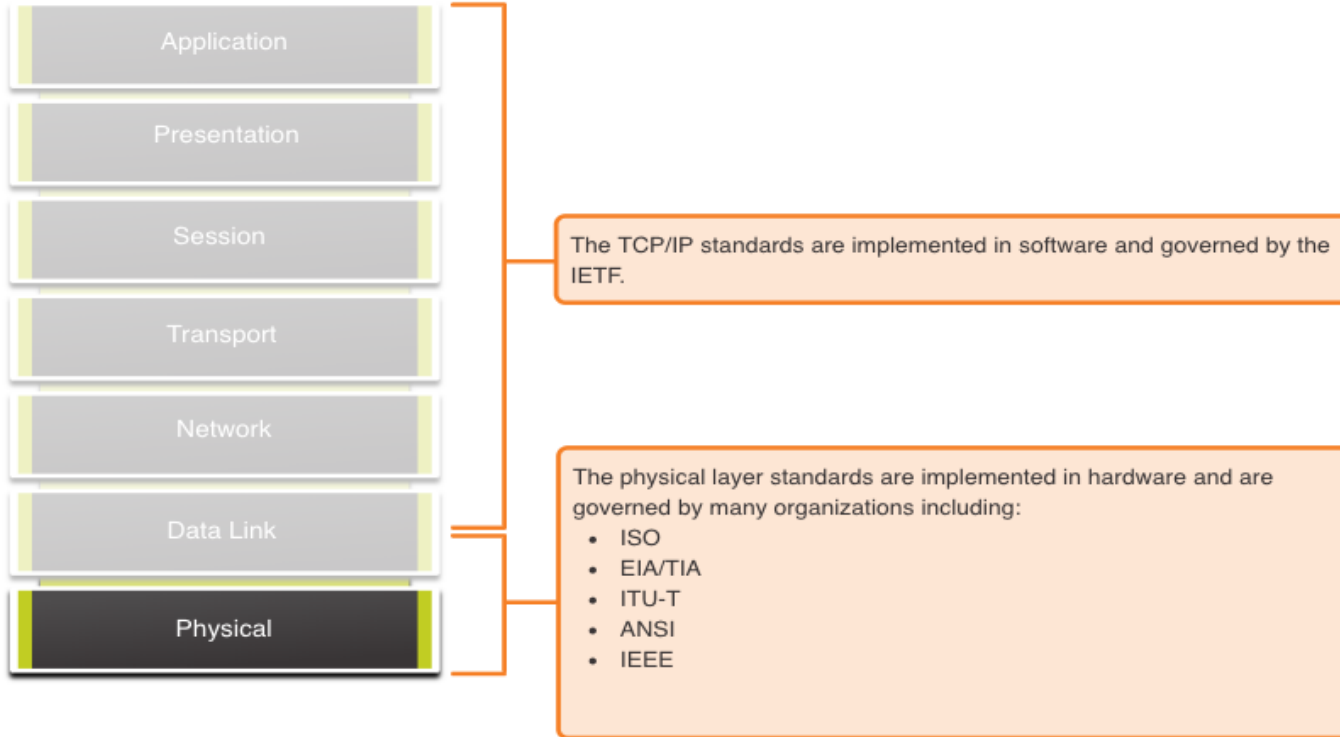 Application
Presentation
Session
Transport
Network
Data Link
Physical
The TCP/IP standards are implemented in software and governed by the
IETF.
The physical layer standards are implemented in hardware and are
governed by many organizations including:
• ISO
• EIA/TIA
• ITU-T
• ANSI
• IEEE